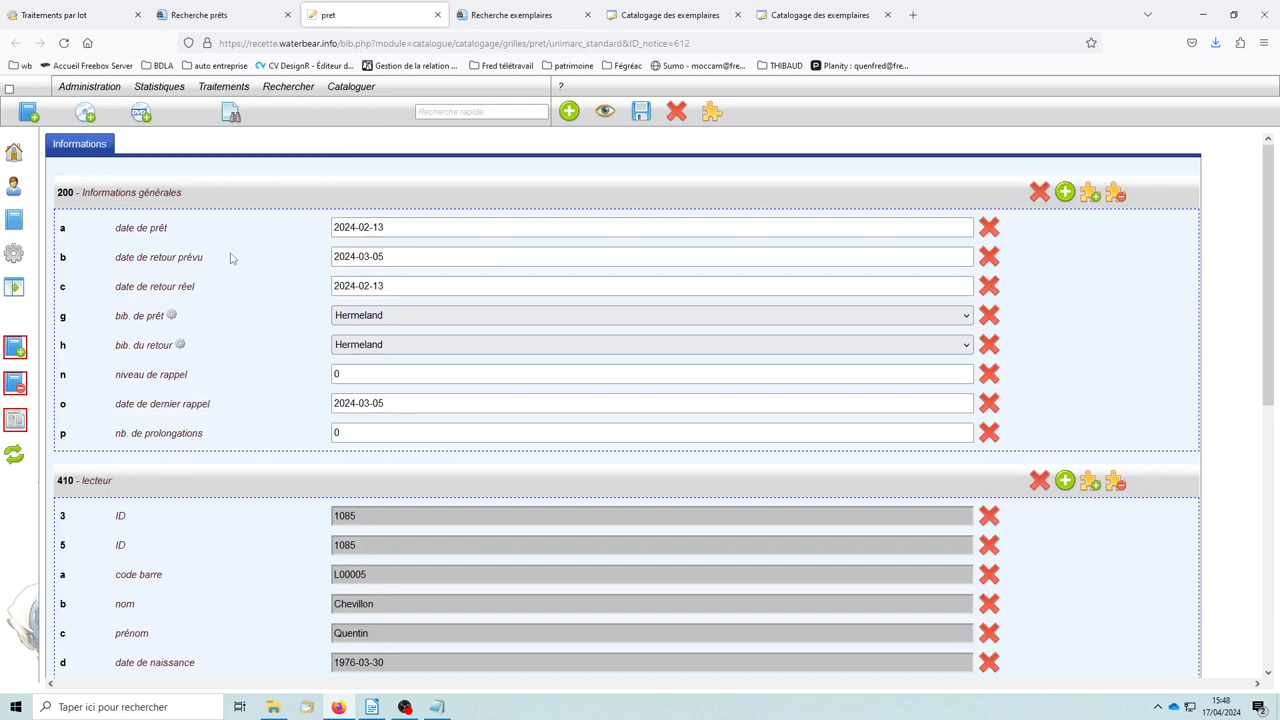 Traitements par lot
Recherche prêts
pret
Recherche exemplaires
Catalogage des exemplaires
Catalogage des exemplaires
https://recette.waterbear.info/bib.php?module=catalogue/catalogage/grilles/pret/unimarc_standard&ID_notice=612
wb
Accueil Freebox Server
BDLA
auto entreprise
CV DesignR - Éditeur d...
Gestion de la relation ...
Fred télétravail
patrimoine
Fégréac
Sumo - moccam@fre...
THIBAUD
Planity : quenfred@fre...
Administration
Statistiques
Traitements
Rechercher
Cataloguer
?
DVD
Recherche rapide
Informations
200 - Informations générales
a date de prêt 2024-02-13
b date de retour prévu 2024-03-05
c date de retour réel 2024-02-13
g bib. de prêt Hermeland
h bib. du retour Hermeland
n niveau de rappel 0
o date de dernier rappel 2024-03-05
p nb. de prolongations 0
410 - lecteur
3 ID 1085
5 ID 1085
a code barre L00005
b nom Chevillon
c prénom Quentin
d date de naissance 1976-03-30
Taper ici pour rechercher
15:48
17/04/2024
2